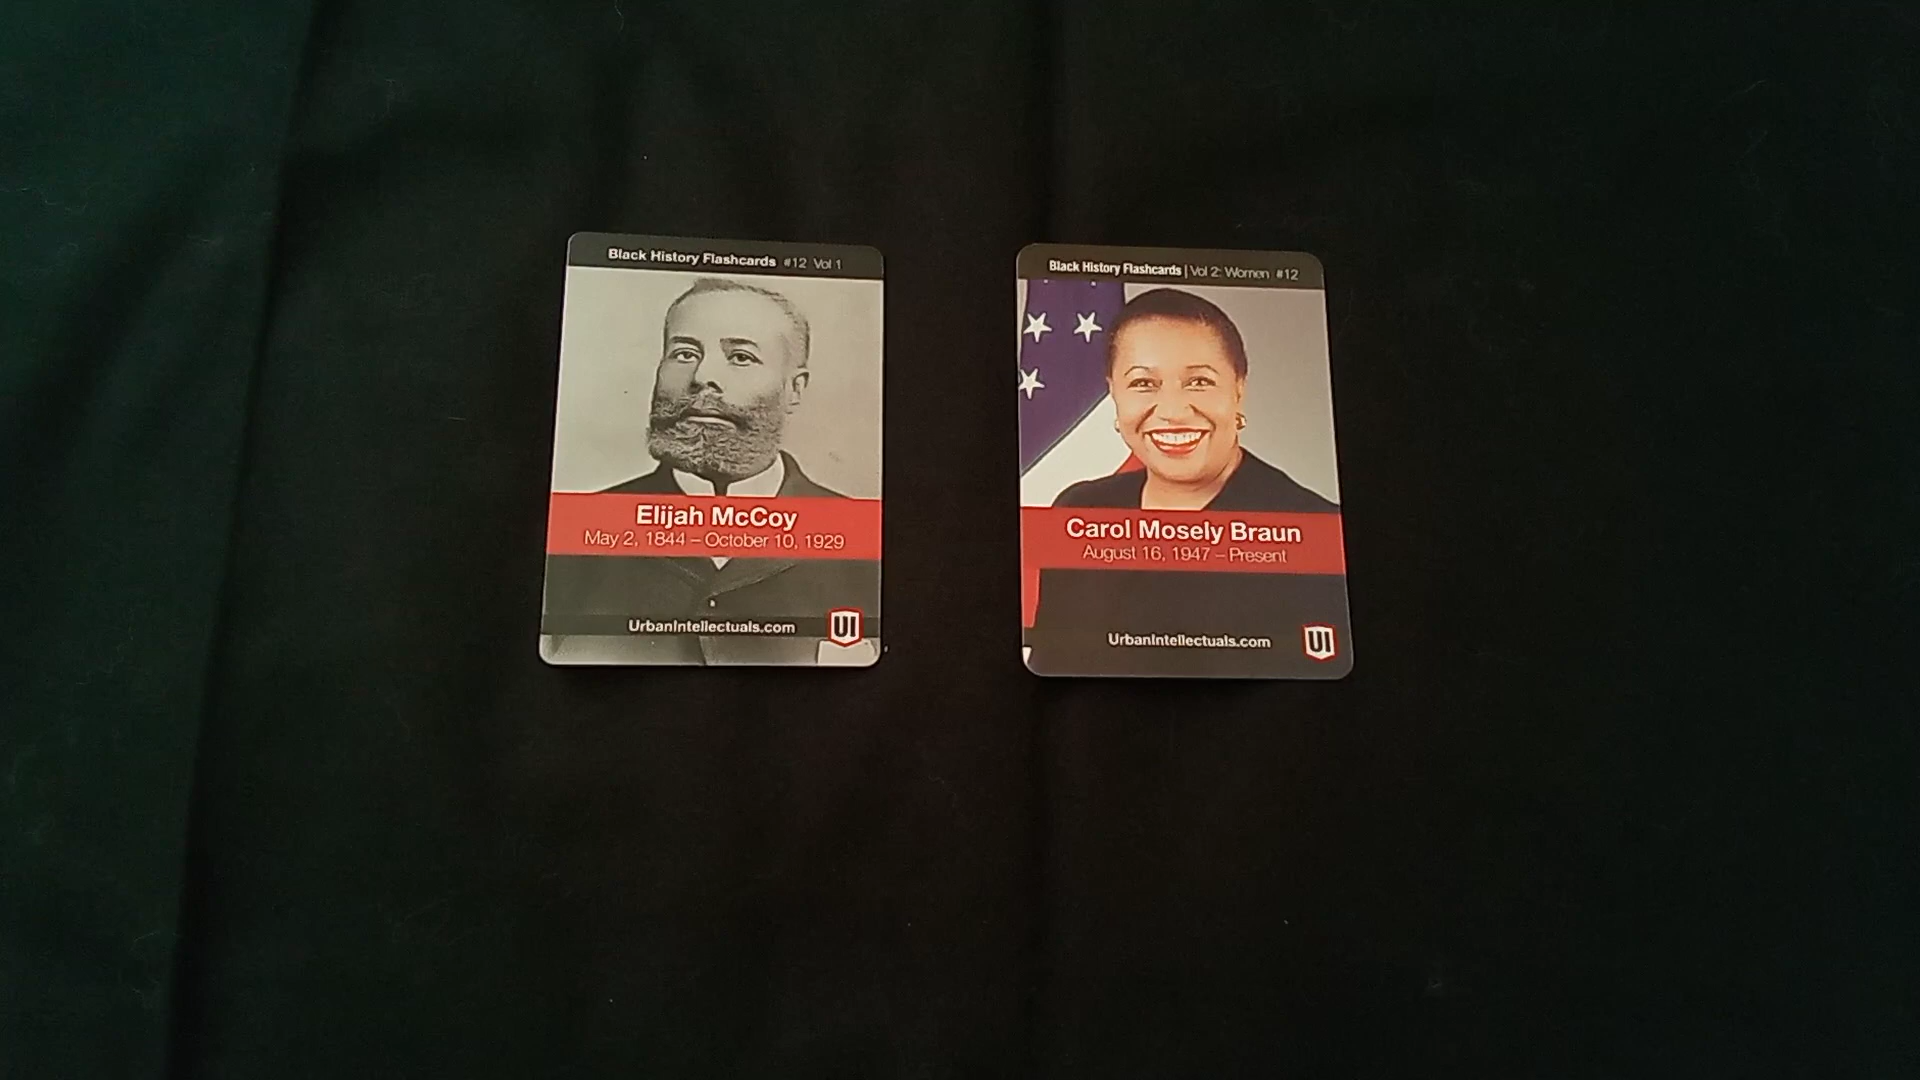 Black History Flashcards #12 Vol 1
Elijah McCoy
May 2, 1844 – October 10, 1929
UrbanIntellectuals.com
UI
Black History Flashcards | Vol 2: Women #12
Carol Mosely Braun
August 16, 1947 – Present
UrbanIntellectuals.com
UI